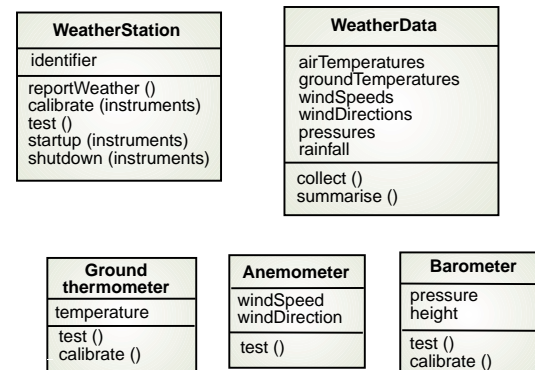 WeatherStation
identifier
reportWeather ()
calibrate (instruments)
test ()
startup (instruments)
shutdown (instruments)
WeatherData
airTemperatures
groundTemperatures
windSpeeds
windDirections
pressures
rainfall
collect ()
summarise ()
Ground
thermometer
temperature
test ()
calibrate ()
Anemometer
windSpeed
windDirection
test ()
Barometer
pressure
height
test ()
calibrate ()